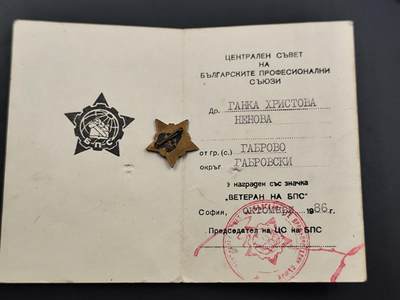 БПС
ЦЕНТРАЛЕН СЪВЕТ
НА
БЪЛГАРСКИТЕ ПРОФЕСИОНАЛНИ
СЪЮЗИ
Др. ГАНКА ХРИСТОВА
НЕНОВА
от гр. (с.) ГАБРОВО
окръг ГАБРОВСКИ
е награден със значка
"ВЕТЕРАН НА БПС"
София, октомври 1986 г.
Председател на ЦС на БПС